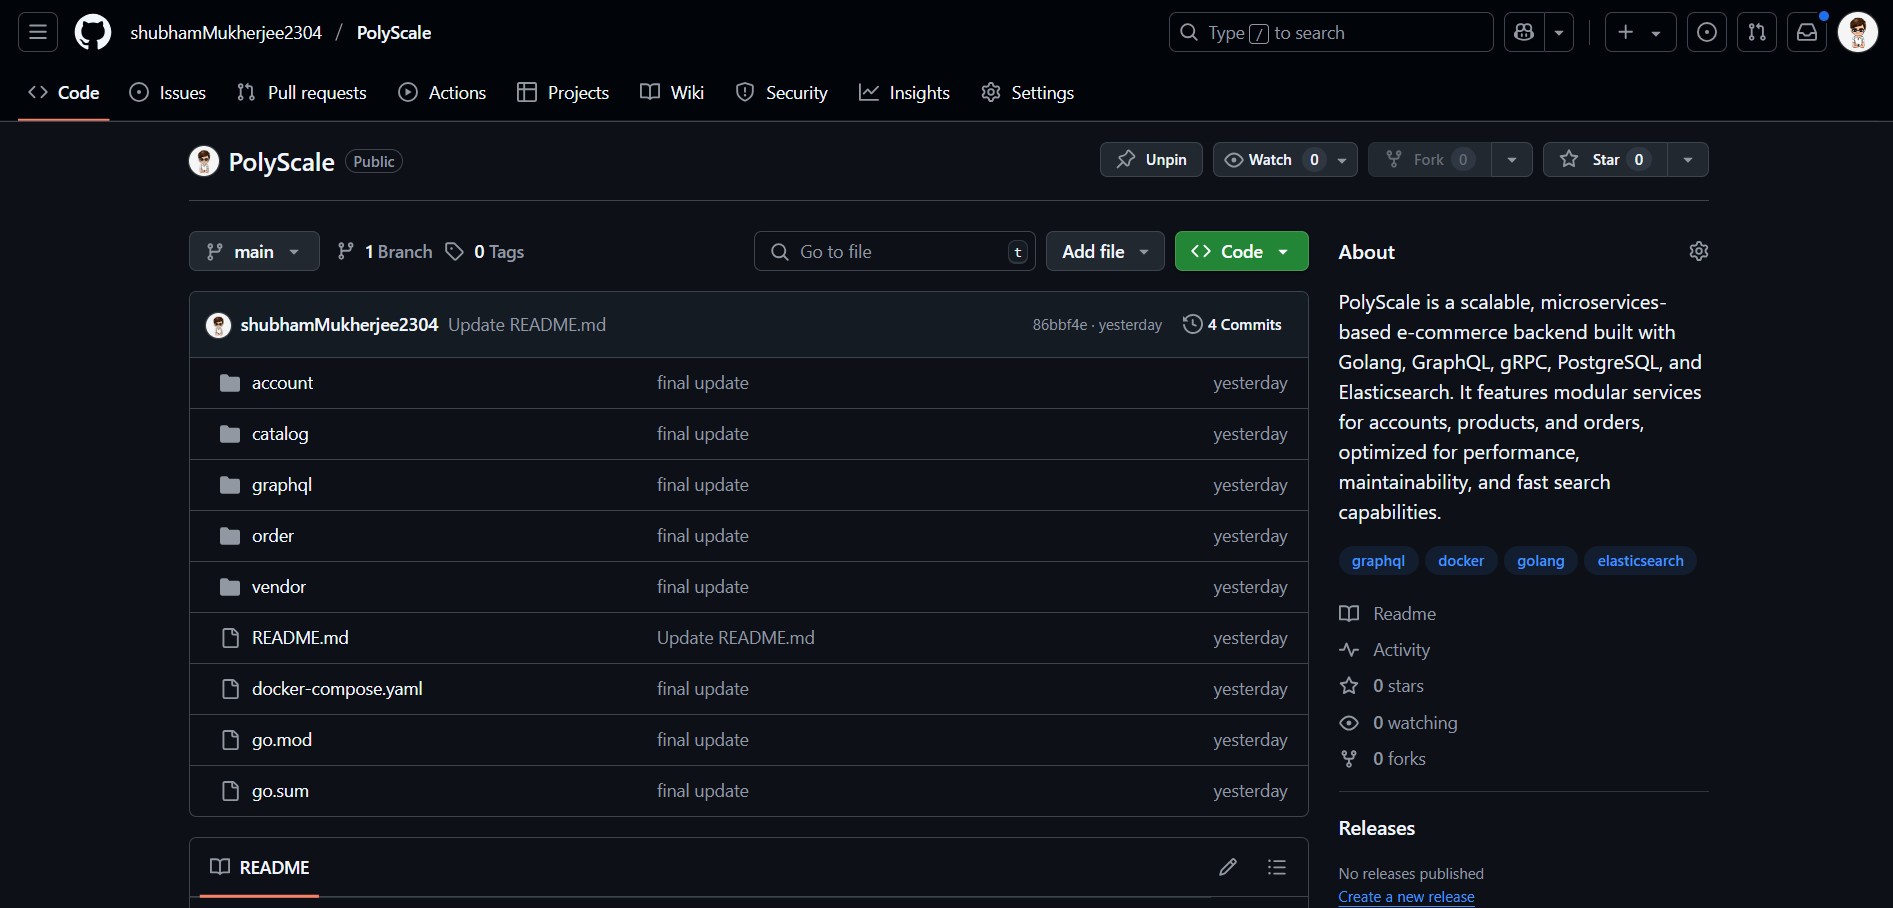 shubhamMukherjee2304 / PolyScale
Type / to search
Code
Issues
Pull requests
Actions
Projects
Wiki
Security
Insights
Settings
PolyScale Public
Unpin
Watch 0
Fork 0
Star 0
main
1 Branch
0 Tags
Go to file t
Add file
Code
shubhamMukherjee2304 Update README.md 86bbf4e · yesterday 4 Commits
account final update yesterday
catalog final update yesterday
graphql final update yesterday
order final update yesterday
vendor final update yesterday
README.md Update README.md yesterday
docker-compose.yaml final update yesterday
go.mod final update yesterday
go.sum final update yesterday
README
About
PolyScale is a scalable, microservices-
based e-commerce backend built with
Golang, GraphQL, gRPC, PostgreSQL, and
Elasticsearch. It features modular services
for accounts, products, and orders,
optimized for performance,
maintainability, and fast search
capabilities.
graphql docker golang elasticsearch
Readme
Activity
0 stars
0 watching
0 forks
Releases
No releases published
Create a new release